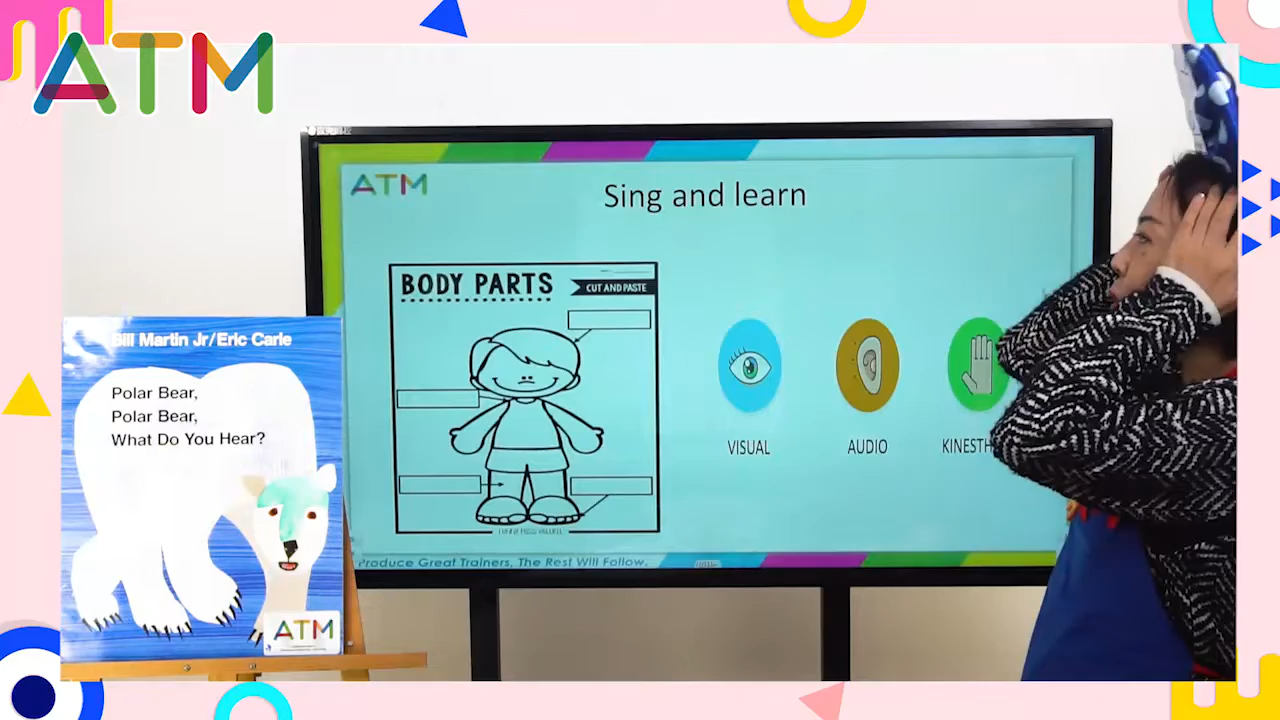 ATM
ATM
Sing and learn
BODY PARTS
CUT AND PASTE
VISUAL
AUDIO
KINESTH
Produce Great Trainers, The Rest Will Follow.
Bill Martin Jr/Eric Carle
Polar Bear,
Polar Bear,
What Do You Hear?
ATM